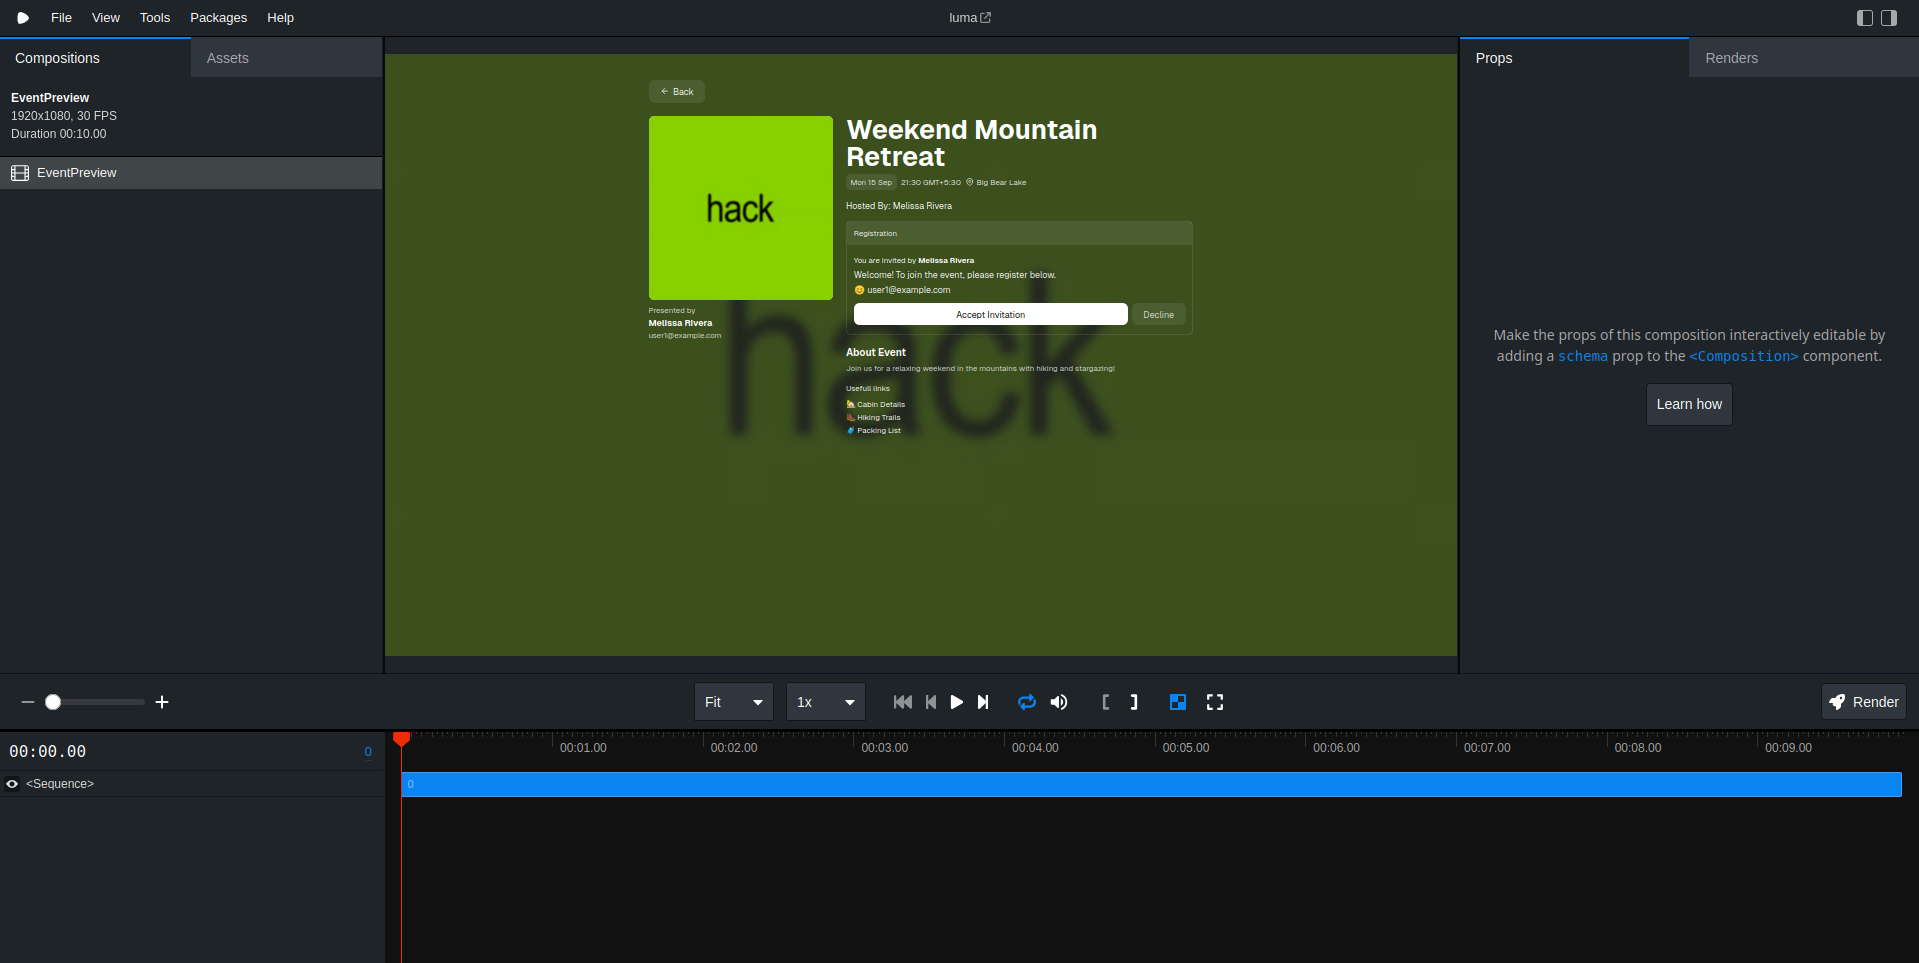 File View Tools Packages Help
luma
Compositions Assets
EventPreview
1920x1080, 30 FPS
Duration 00:10.00
EventPreview
← Back
hack
Presented by
Melissa Rivera
user1@example.com
Weekend Mountain
Retreat
Mon 15 Sep 21:30 GMT+5:30 Big Bear Lake
Hosted By: Melissa Rivera
Registration
You are invited by Melissa Rivera
Welcome! To join the event, please register below.
😊 user1@example.com
Accept Invitation Decline
About Event
Join us for a relaxing weekend in the mountains with hiking and stargazing!
Usefull links
🏡 Cabin Details
🥾 Hiking Trails
🧳 Packing List
hack
Props Renders
Make the props of this composition interactively editable by
adding a schema prop to the <Composition> component.
Learn how
Fit 1x [ ] Render
00:00.00 0
00:01.00 00:02.00 00:03.00 00:04.00 00:05.00 00:06.00 00:07.00 00:08.00 00:09.00
<Sequence> 0